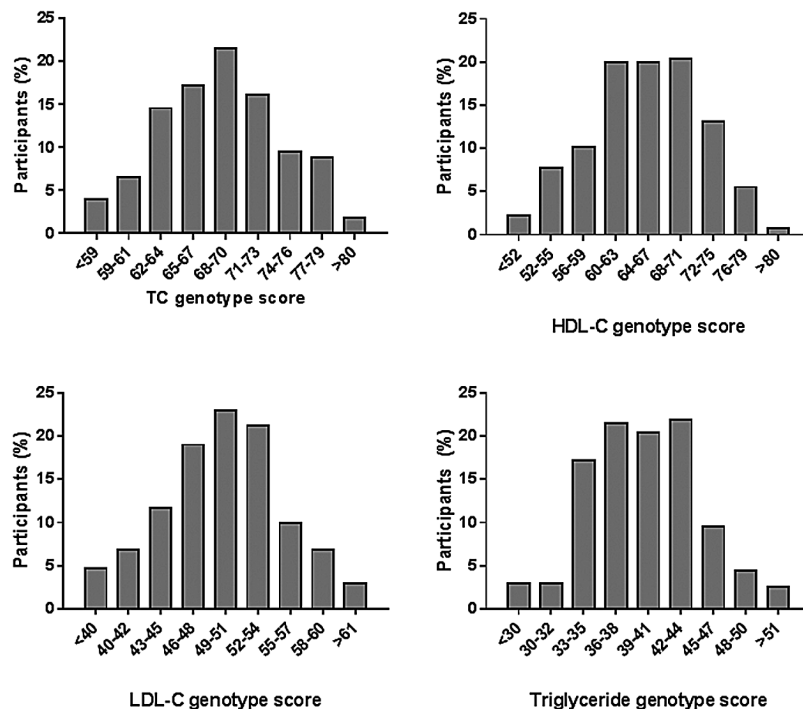 Participants (%)
25
20
15
10
5
0
<59 59-61 62-64 65-67 68-70 71-73 74-76 77-79 >80
TC genotype score
Participants (%)
25
20
15
10
5
0
<52 52-55 56-59 60-63 64-67 68-71 72-75 76-79 >80
HDL-C genotype score
Participants (%)
25
20
15
10
5
0
<40 40-42 43-45 46-48 49-51 52-54 55-57 58-60 >61
LDL-C genotype score
Participants (%)
25
20
15
10
5
0
<30 30-32 33-35 36-38 39-41 42-44 45-47 48-50 >51
Triglyceride genotype score